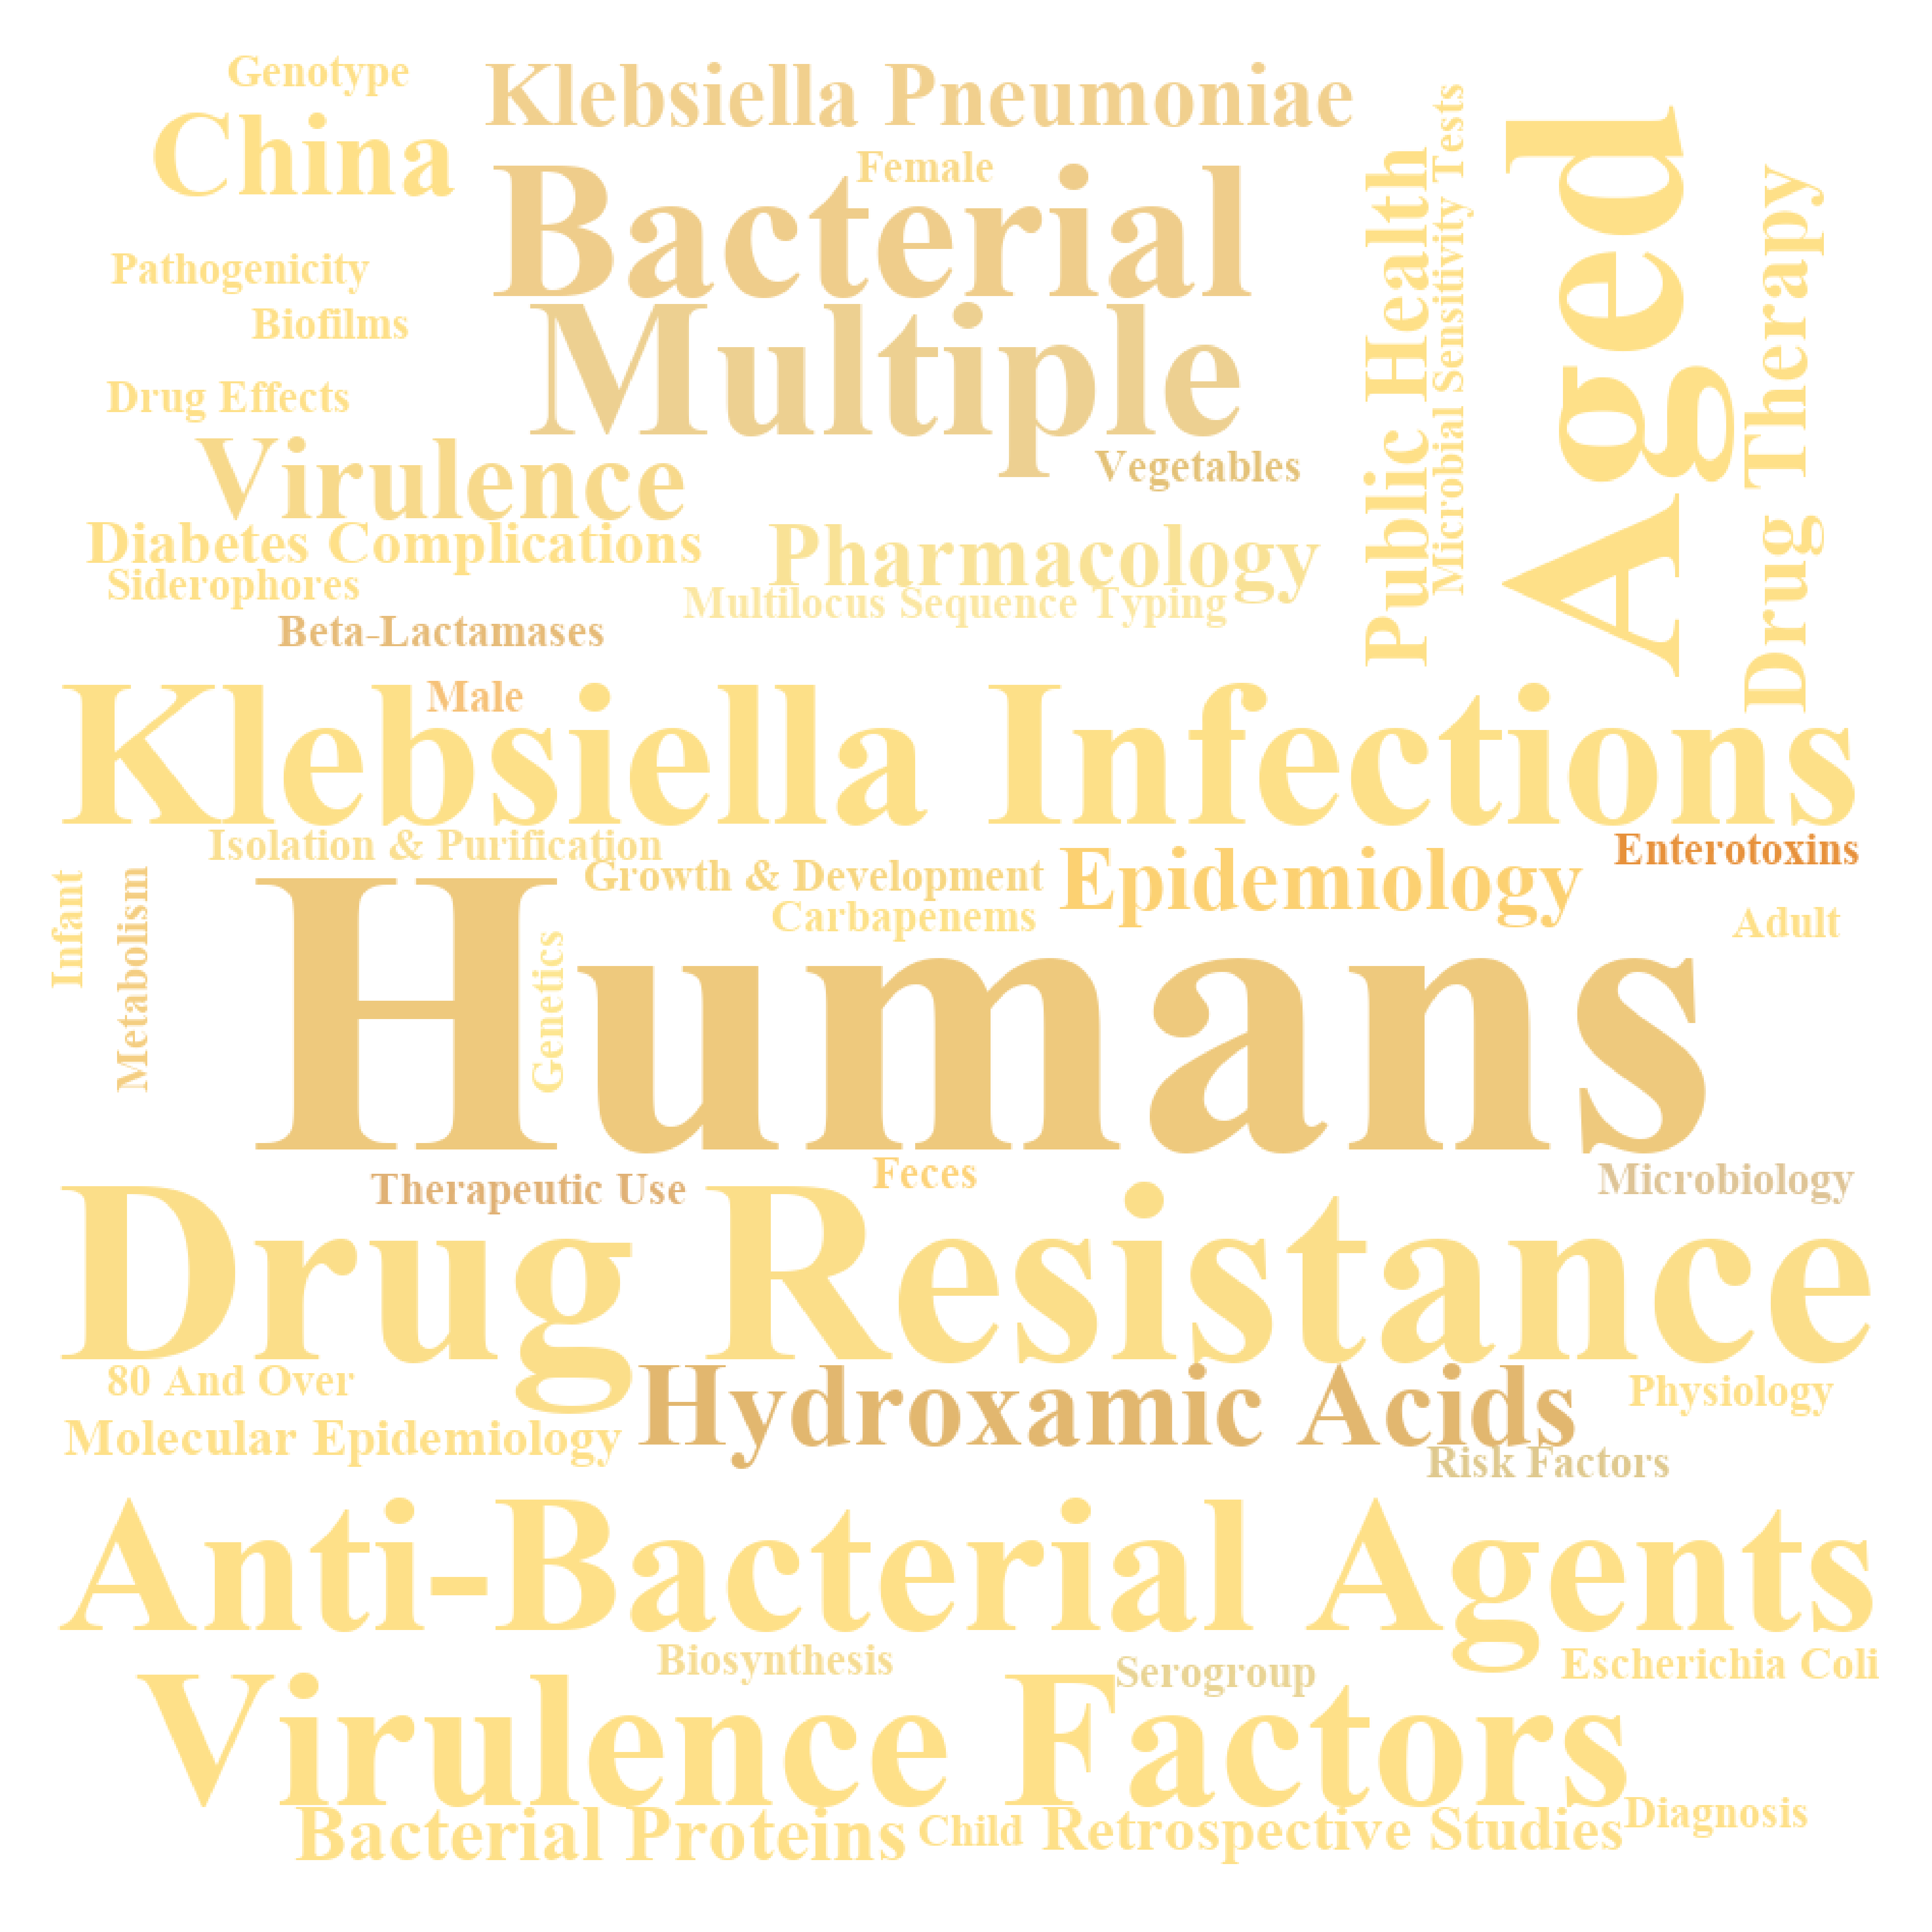 Genotype
Klebsiella Pneumoniae
China
Female
Bacterial
Public Health
Microbial Sensitivity Tests
Aged
Drug Therapy
Pathogenicity
Biofilms
Multiple
Drug Effects
Virulence
Vegetables
Diabetes Complications
Pharmacology
Siderophores
Multilocus Sequence Typing
Beta-Lactamases
Male
Klebsiella Infections
Isolation & Purification
Growth & Development
Epidemiology
Enterotoxins
Infant
Metabolism
Carbapenems
Adult
Genetics
Humans
Therapeutic Use
Feces
Microbiology
Drug Resistance
80 And Over
Hydroxamic Acids
Physiology
Molecular Epidemiology
Risk Factors
Anti-Bacterial Agents
Biosynthesis
Serogroup
Escherichia Coli
Virulence Factors
Bacterial Proteins
Child
Retrospective Studies
Diagnosis